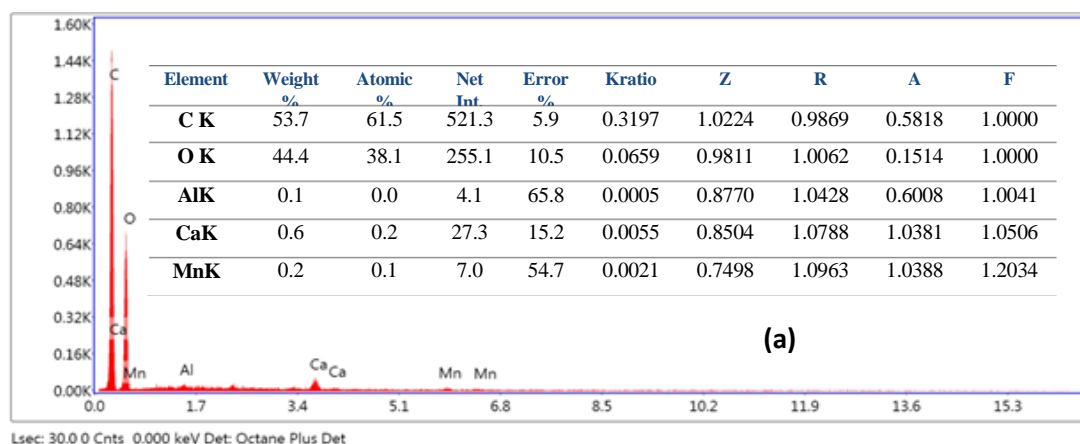 1.60K
1.44K
1.28K
1.12K
0.96K
0.80K
0.64K
0.48K
0.32K
0.16K
0.00K
C
O
Ca
Mn
Al
Ca
Ca
Mn
Mn
Element Weight % Atomic % Net Int. Error % Kratio Z R A F
C K 53.7 61.5 521.3 5.9 0.3197 1.0224 0.9869 0.5818 1.0000
O K 44.4 38.1 255.1 10.5 0.0659 0.9811 1.0062 0.1514 1.0000
AlK 0.1 0.0 4.1 65.8 0.0005 0.8770 1.0428 0.6008 1.0041
CaK 0.6 0.2 27.3 15.2 0.0055 0.8504 1.0788 1.0381 1.0506
MnK 0.2 0.1 7.0 54.7 0.0021 0.7498 1.0963 1.0388 1.2034
(a)
0.0 1.7 3.4 5.1 6.8 8.5 10.2 11.9 13.6 15.3
Lsec: 30.0 0 Cnts 0.000 keV Det: Octane Plus Det